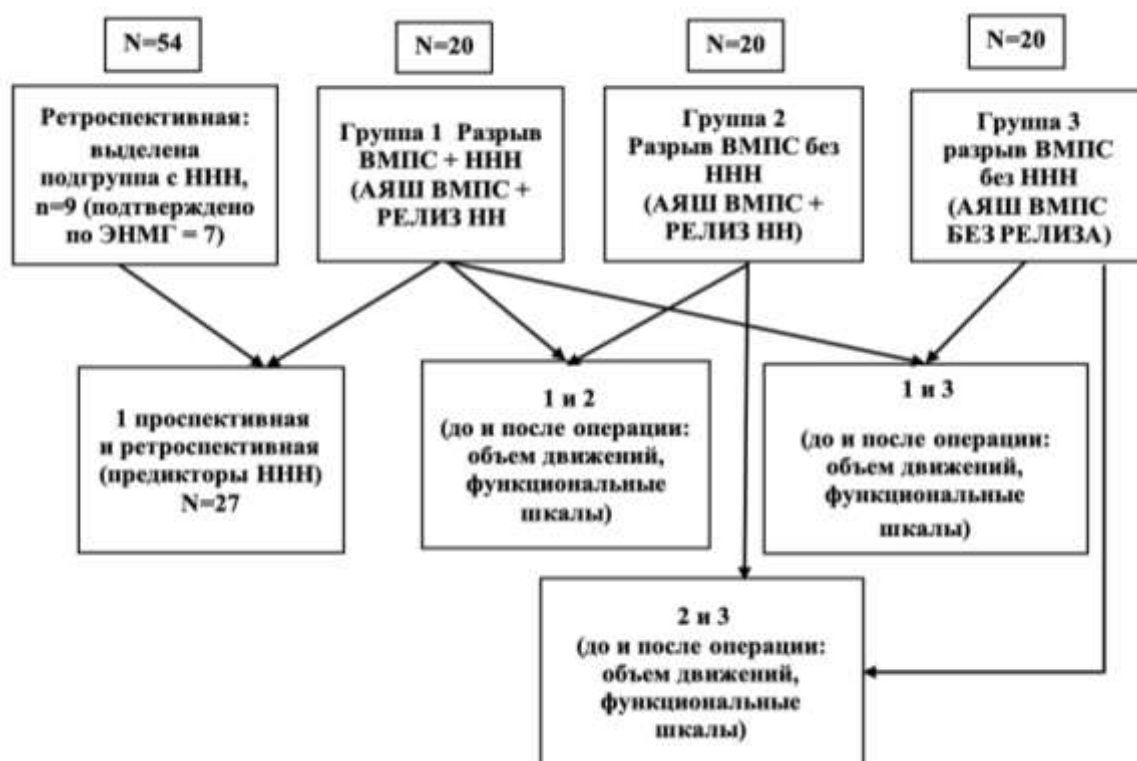 N=54
N=20
N=20
N=20
Ретроспективная:
выделена
подгруппа с ННН,
n=9 (подтверждено
по ЭНМГ = 7)
Группа 1 Разрыв
ВМПС + ННН
(АЯШ ВМПС +
РЕЛИЗ НН
Группа 2
Разрыв ВМПС без
ННН
(АЯШ ВМПС +
РЕЛИЗ НН)
Группа 3
разрыв ВМПС
без ННН
(АЯШ ВМПС
БЕЗ РЕЛИЗА)
1 проспективная
и ретроспективная
(предикторы ННН)
N=27
1 и 2
(до и после операции:
объем движений,
функциональные
шкалы)
1 и 3
(до и после операции:
объем движений,
функциональные
шкалы)
2 и 3
(до и после операции:
объем движений,
функциональные
шкалы)